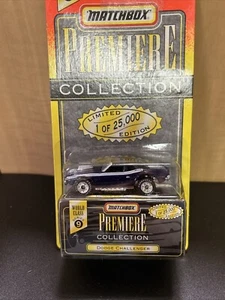 MATCHBOX
PREMIERE
COLLECTION
LIMITED
1 OF 25,000
EDITION
MATCHBOX
WORLD CLASS
9
PREMIERE
COLLECTION
DODGE CHALLENGER